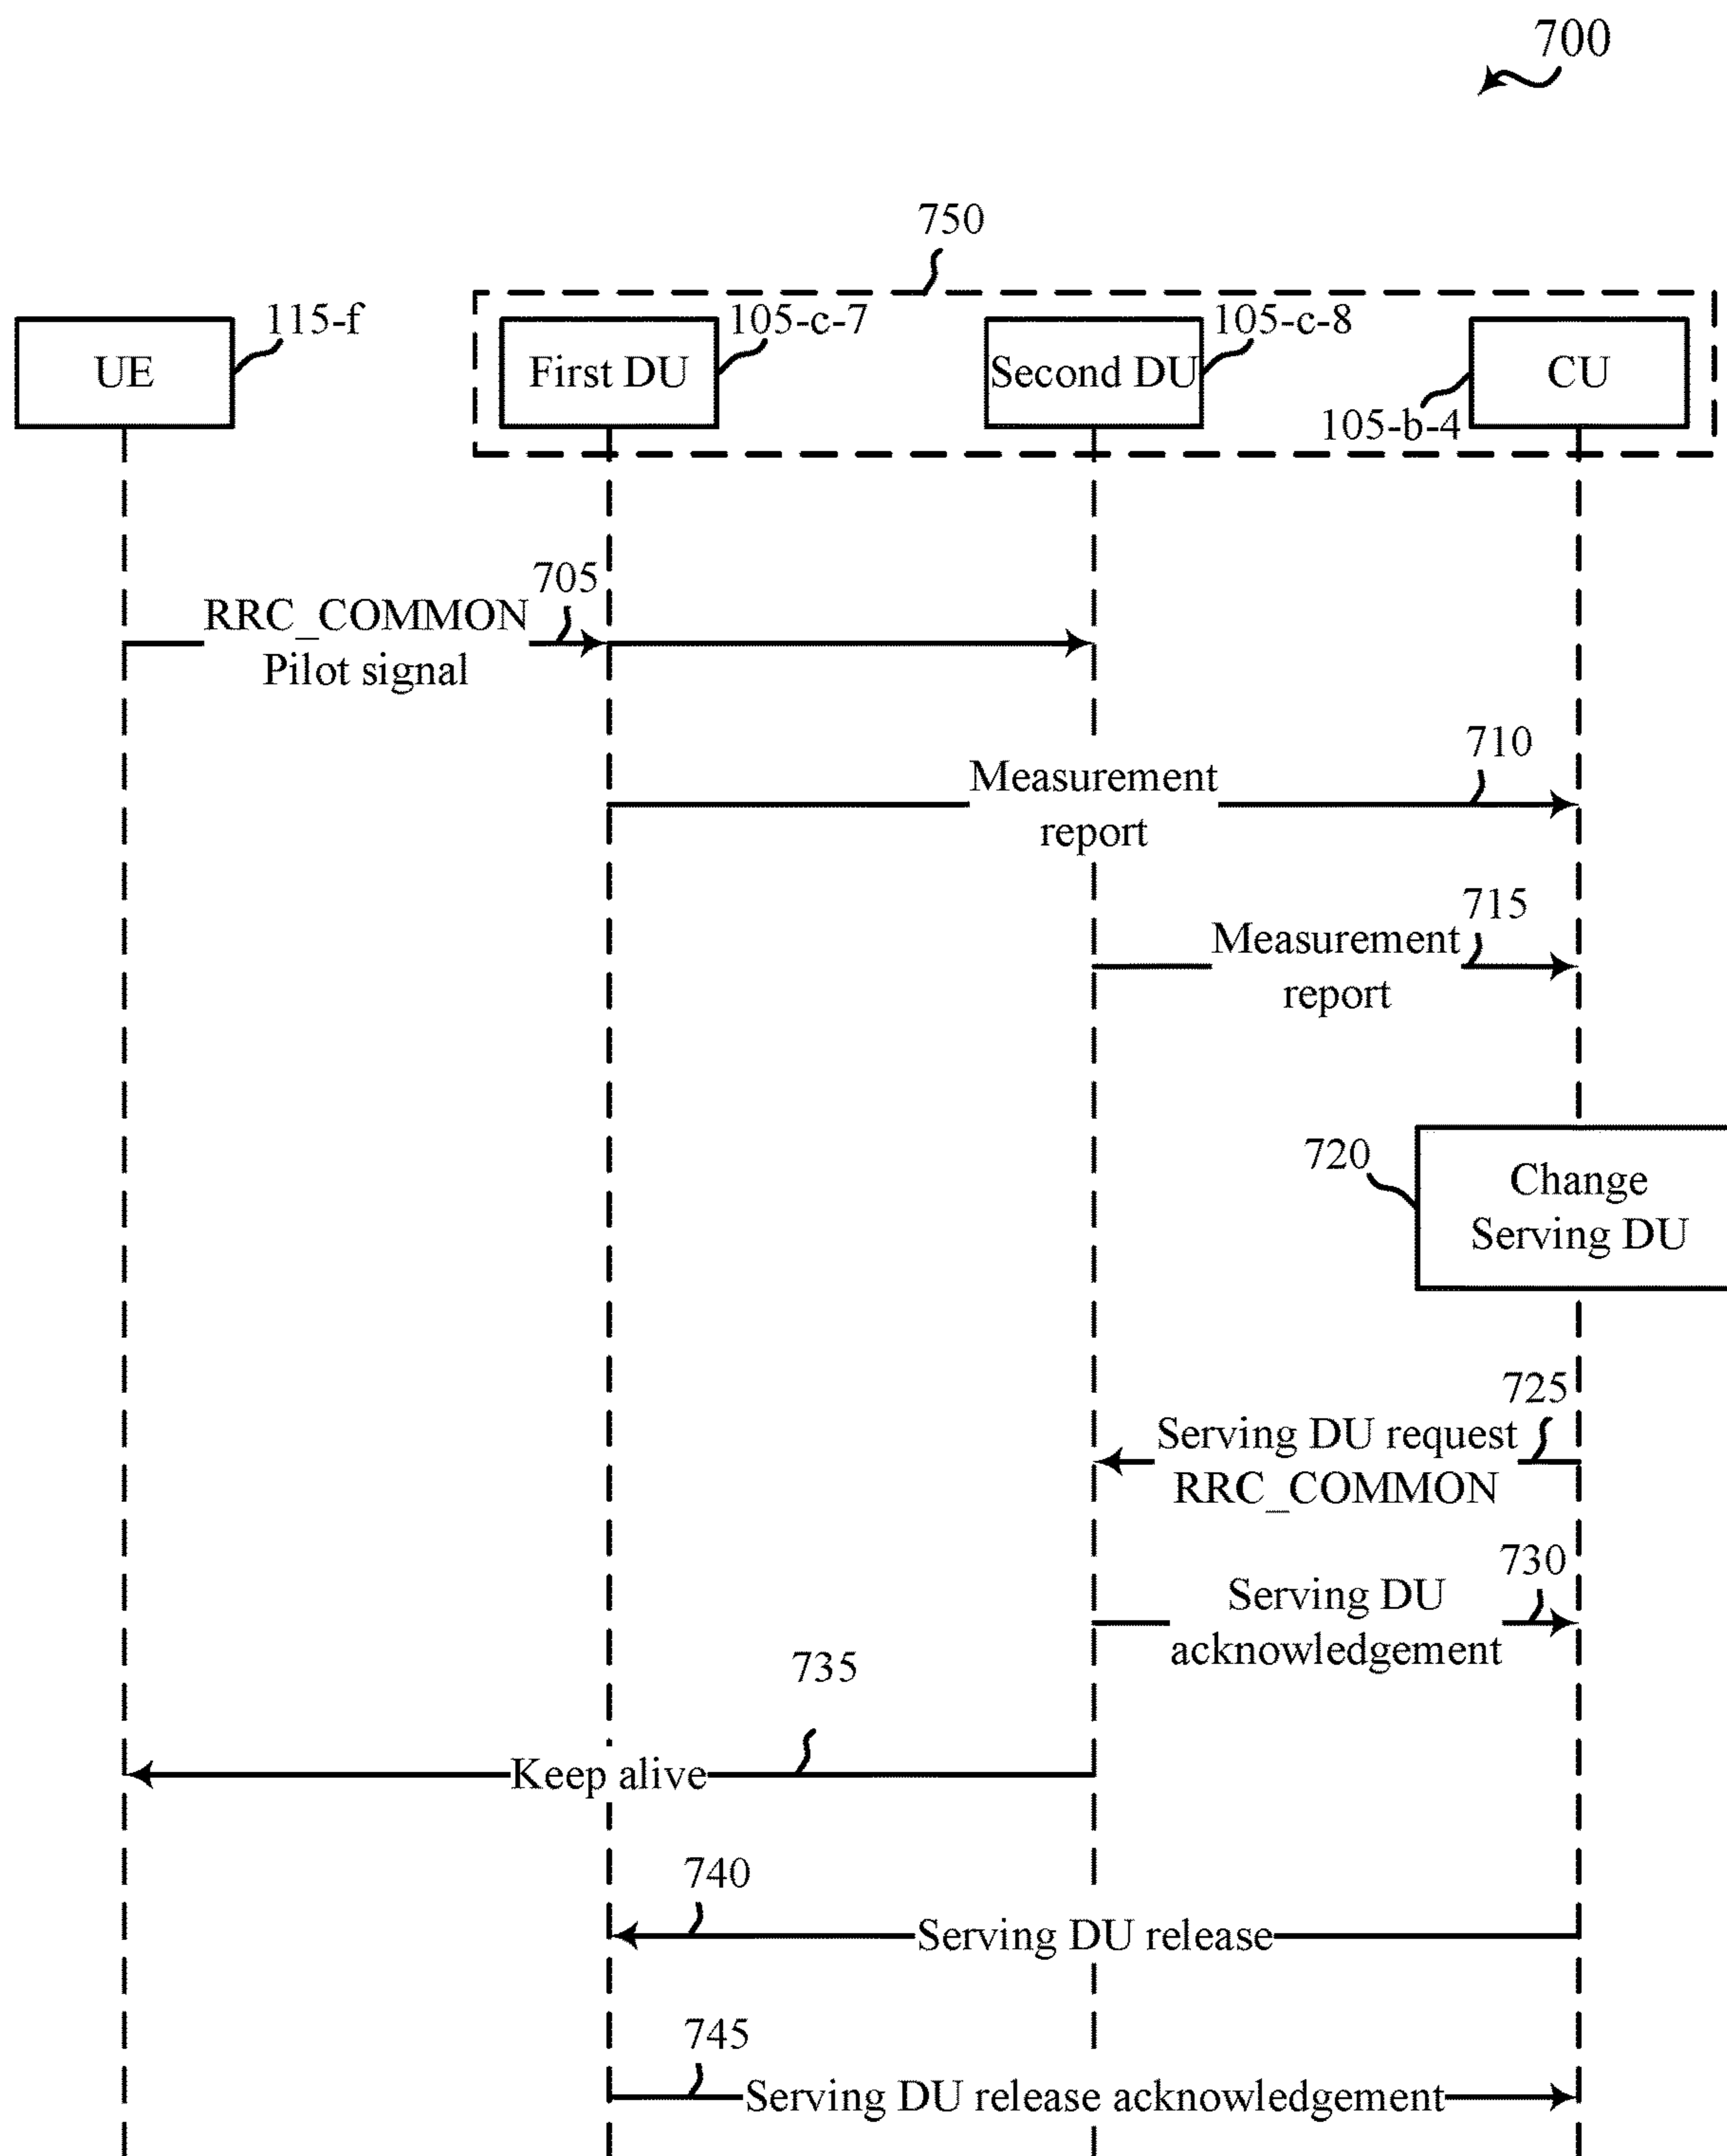 700
750
115-f
105-c-7
105-c-8
UE
First DU
Second DU
CU
105-b-4
705
RRC_COMMON
Pilot signal
710
Measurement
report
715
Measurement
report
720
Change
Serving DU
725
Serving DU request
RRC_COMMON
730
Serving DU
acknowledgement
735
Keep alive
740
Serving DU release
745
Serving DU release acknowledgement